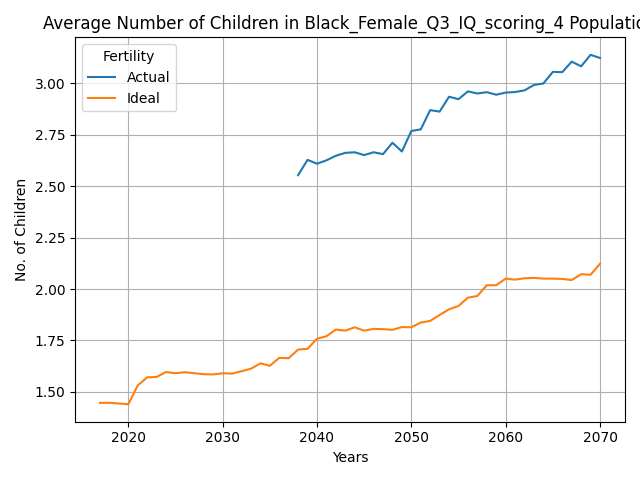 Average Number of Children in Black_Female_Q3_IQ_scoring_4 Populatio
Fertility
Actual
Ideal
3.00
2.75
2.50
2.25
2.00
1.75
1.50
No. of Children
2020 2030 2040 2050 2060 2070
Years